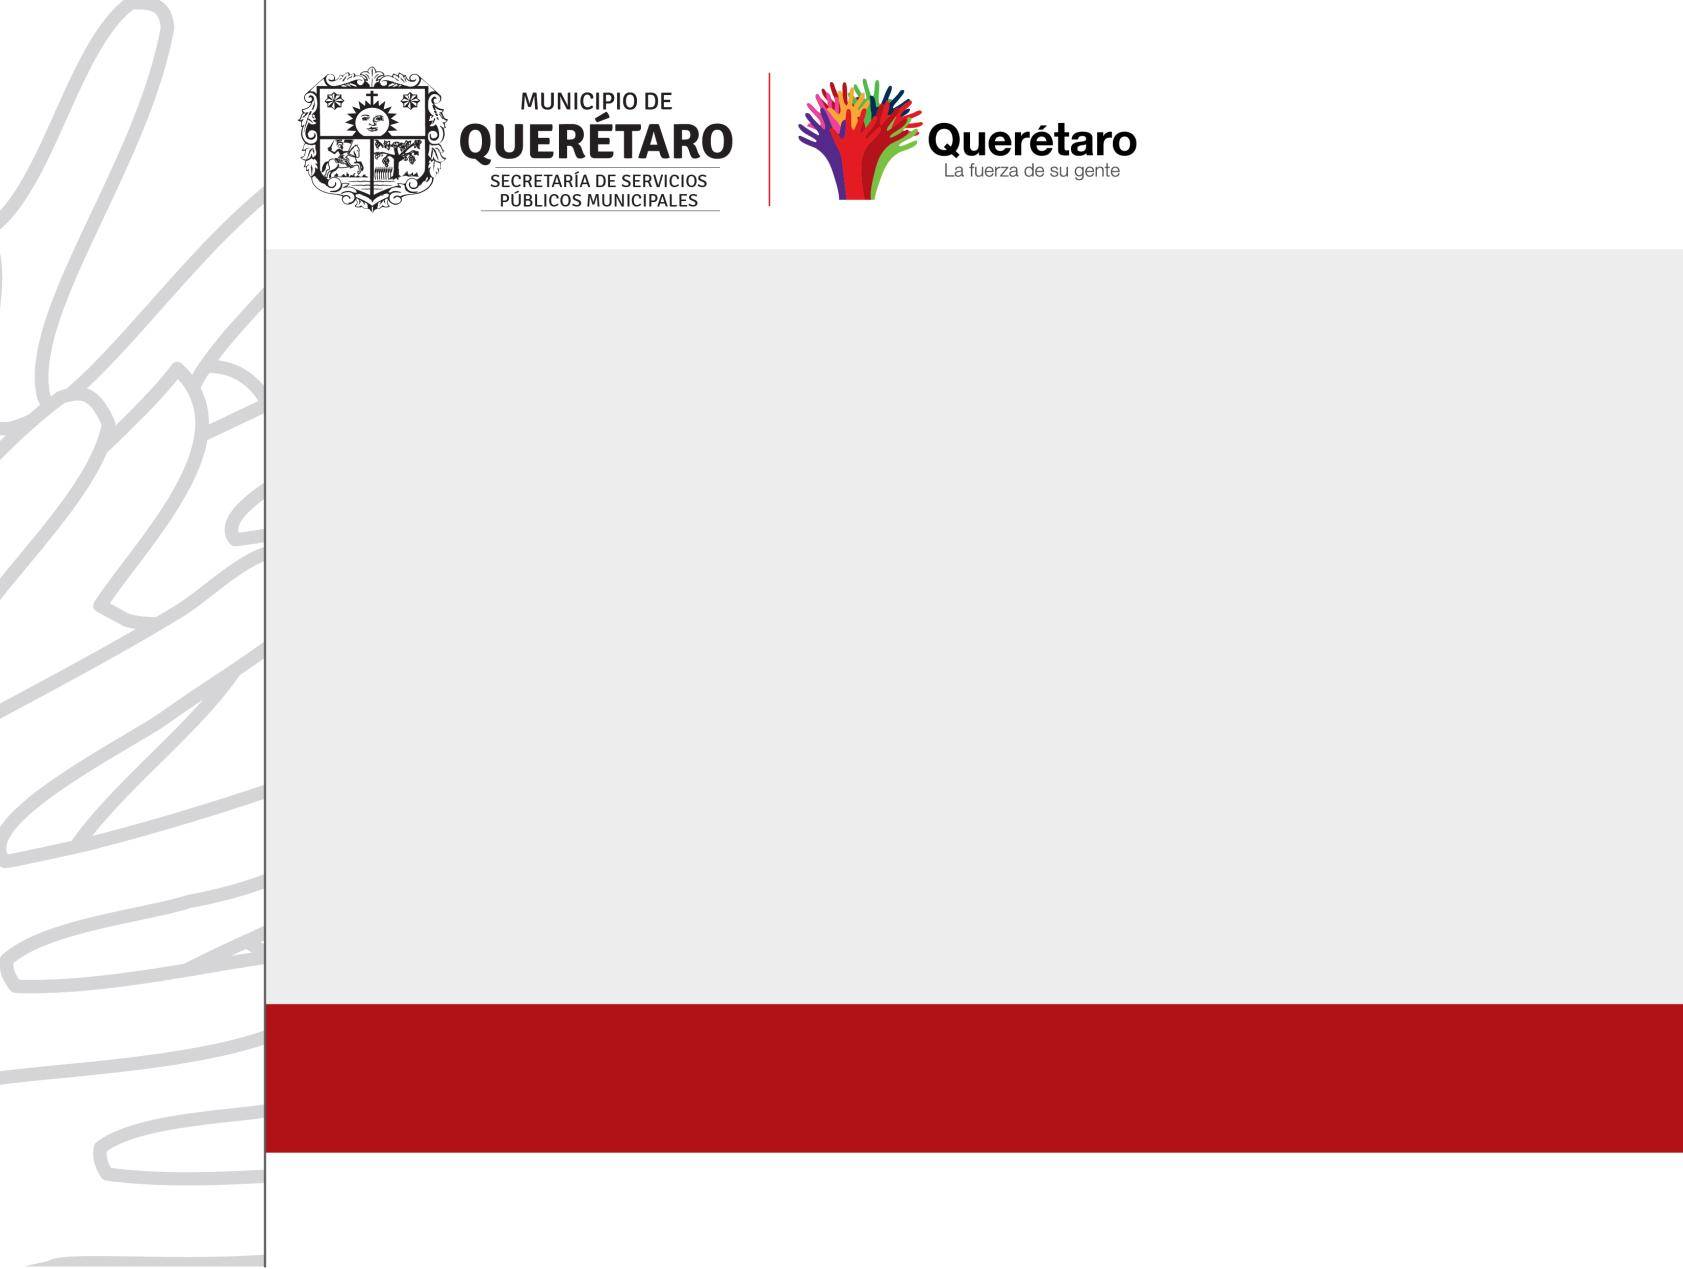 MUNICIPIO DE
QUERÉTARO
SECRETARÍA DE SERVICIOS
PÚBLICOS MUNICIPALES
Querétaro
La fuerza de su gente